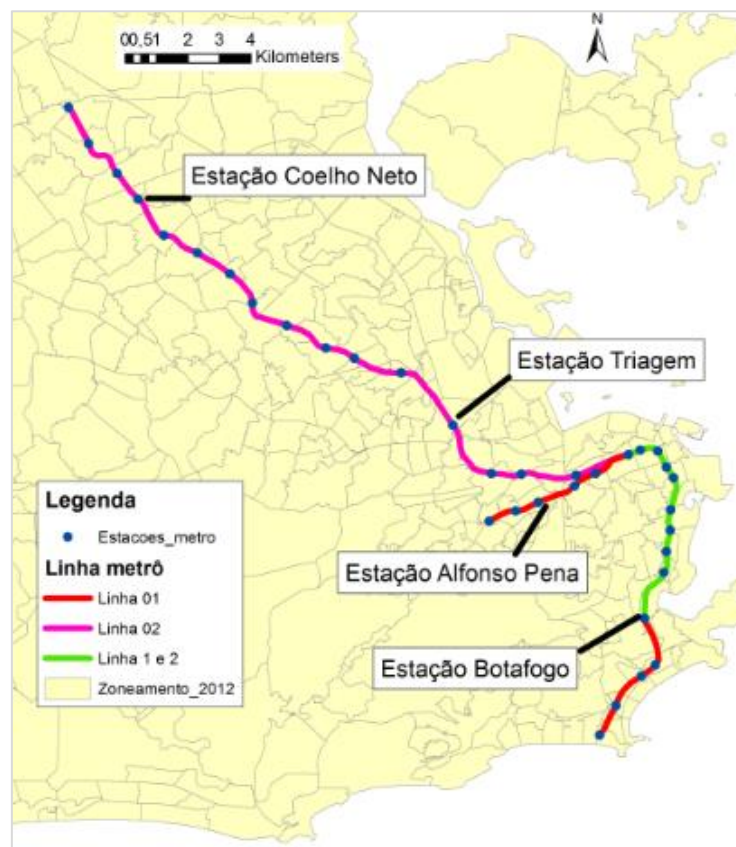 00,51 2 3 4
Kilometers
N
Estação Coelho Neto
Estação Triagem
Legenda
Estacoes_metro
Linha metrô
Linha 01
Linha 02
Linha 1 e 2
Zoneamento_2012
Estação Alfonso Pena
Estação Botafogo